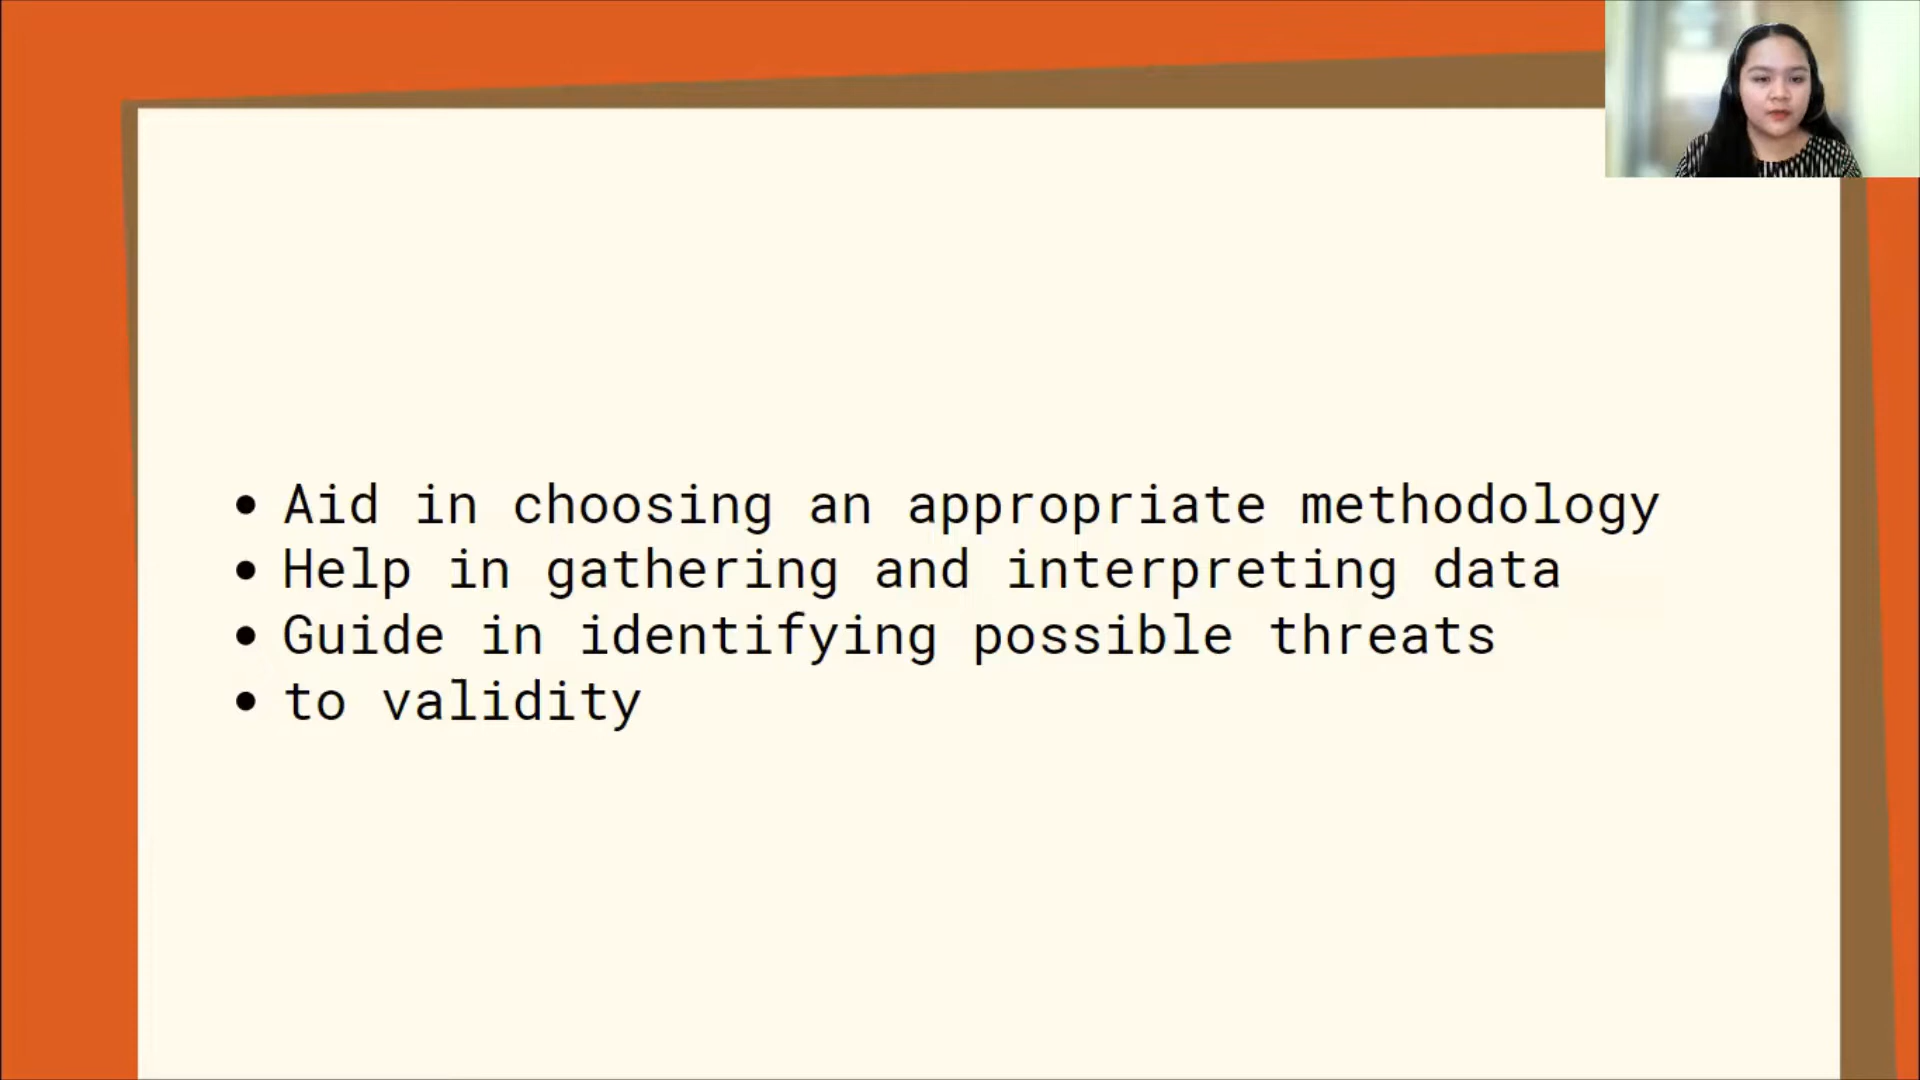 • Aid in choosing an appropriate methodology
• Help in gathering and interpreting data
• Guide in identifying possible threats
• to validity